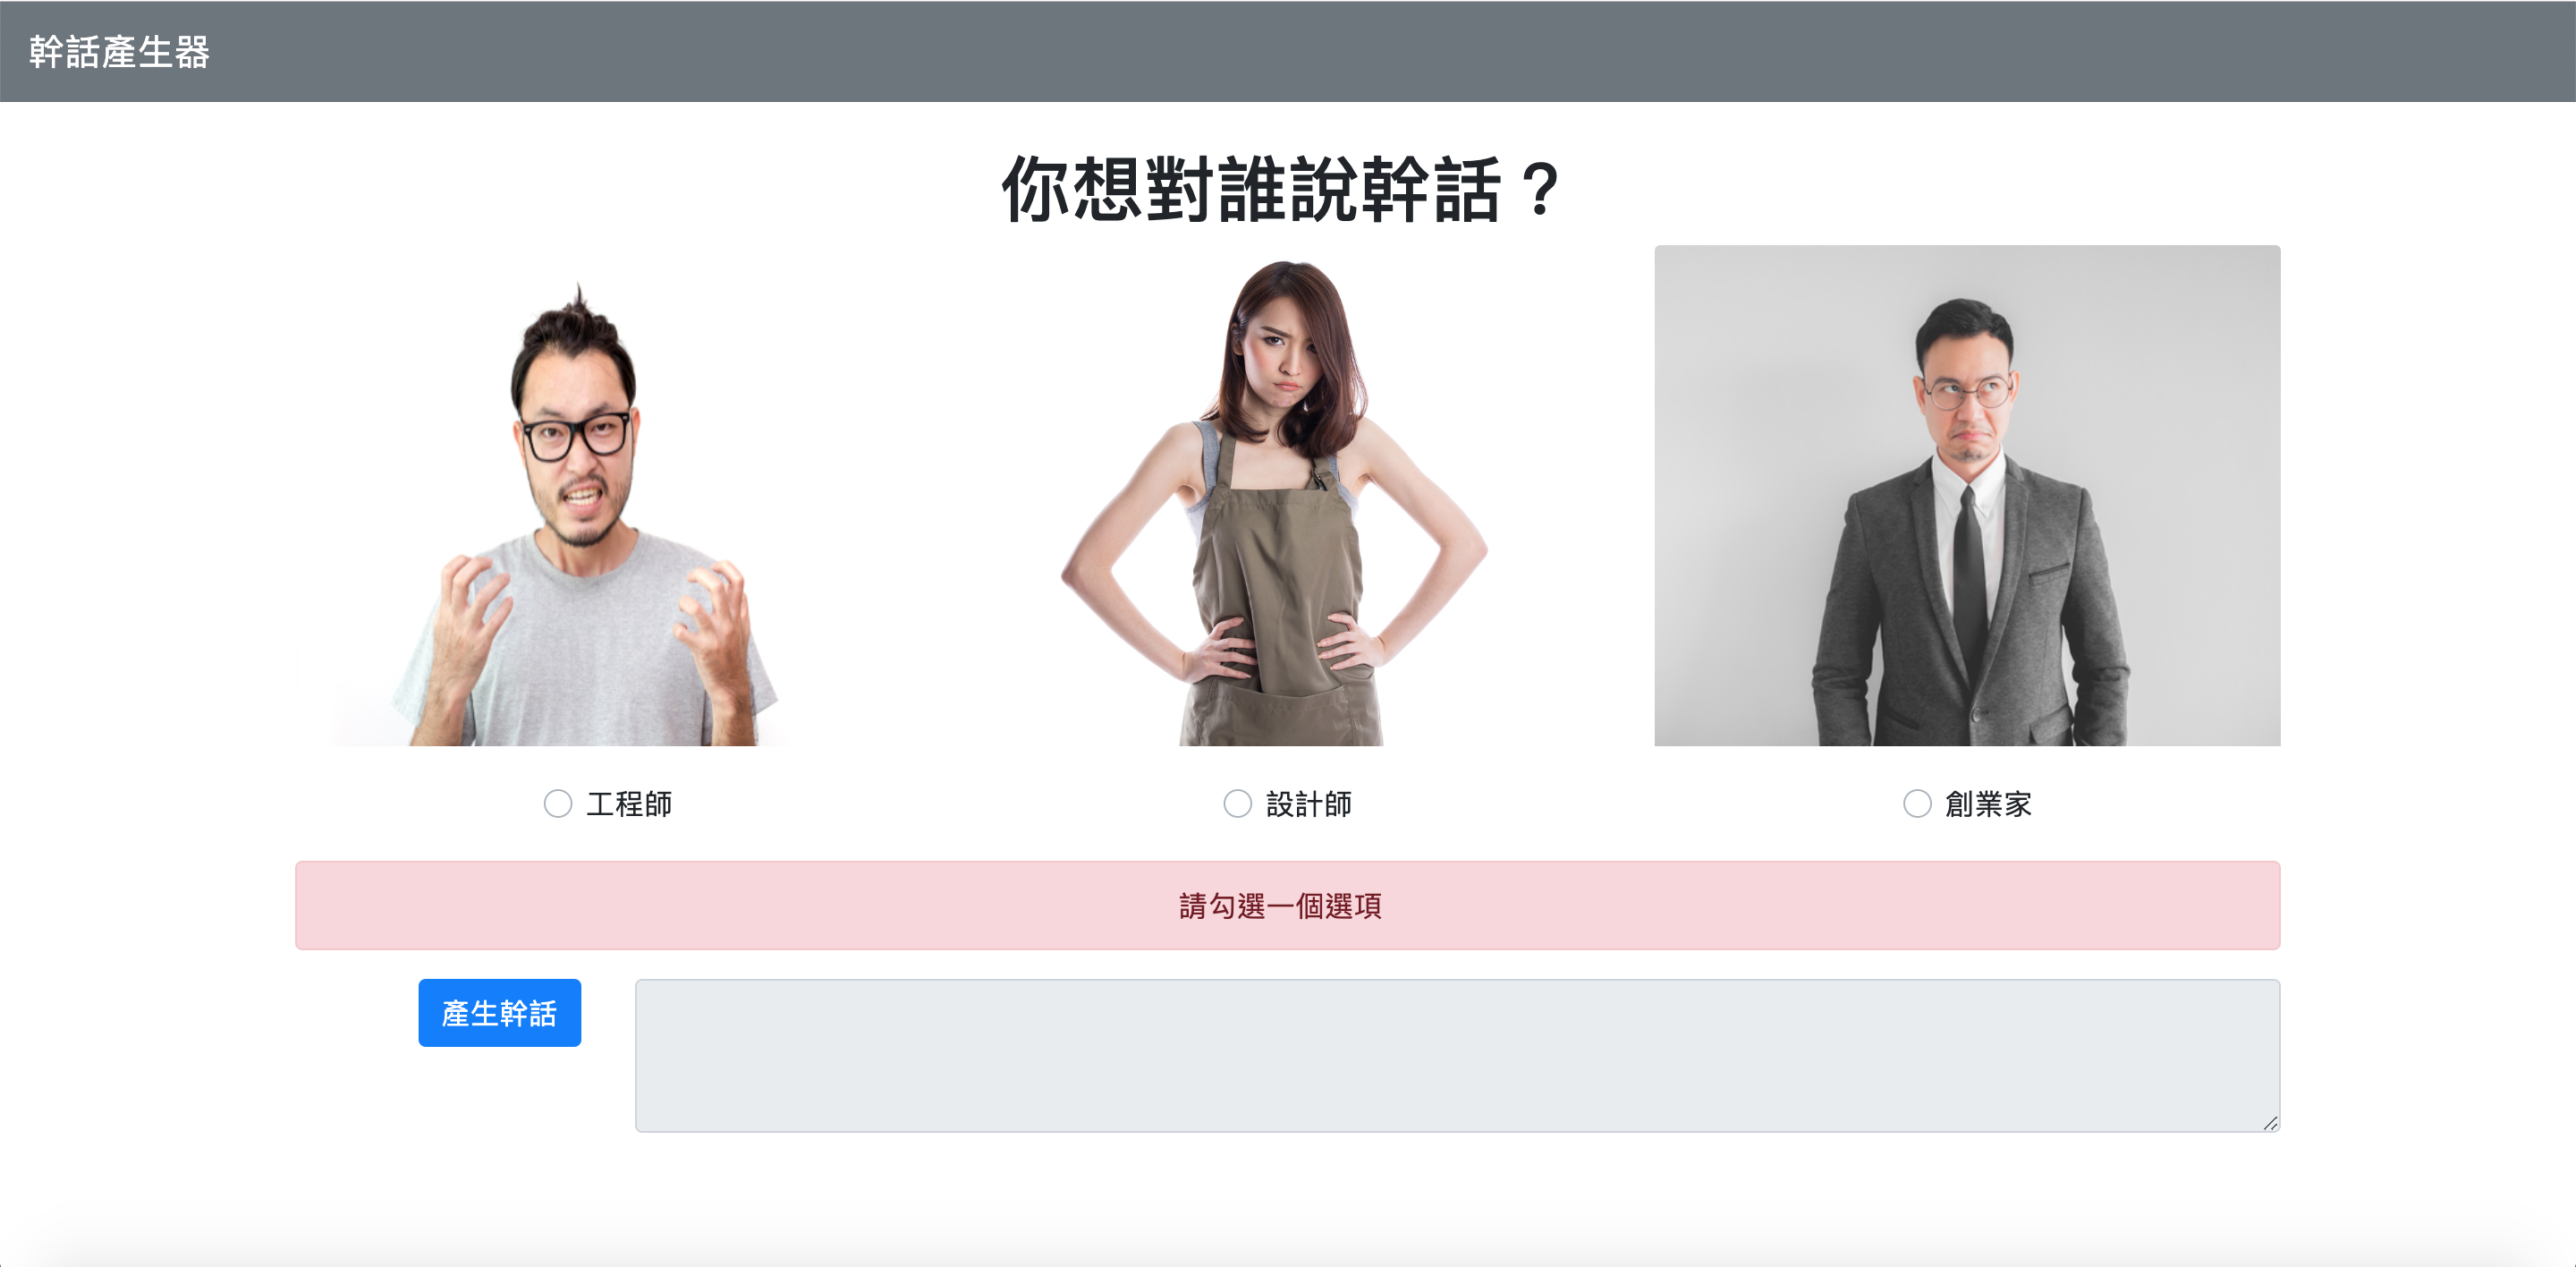 幹話產生器
你想對誰說幹話？
工程師
設計師
創業家
請勾選一個選項
產生幹話